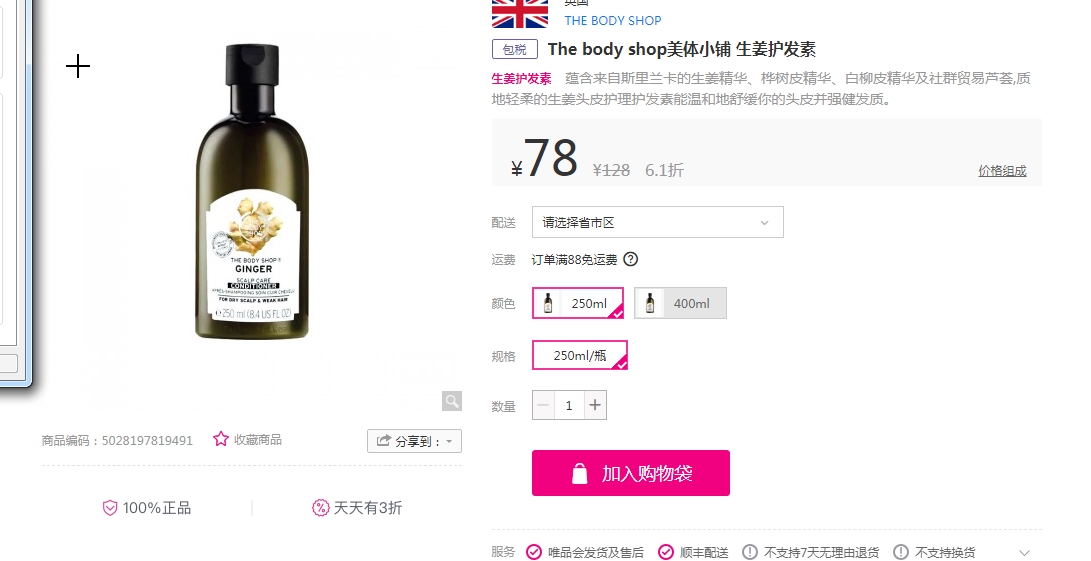 英国
THE BODY SHOP
包税 The body shop美体小铺 生姜护发素
生姜护发素 蕴含来自斯里兰卡的生姜精华、桦树皮精华、白柳皮精华及社群贸易芦荟,质
地轻柔的生姜头皮护理护发素能温和地舒缓你的头皮并强健发质。
¥78 ¥128 6.1折 价格组成
配送 请选择省市区
运费 订单满88免运费 ?
颜色 250ml 400ml
规格 250ml/瓶
数量 1
加入购物袋
服务 唯品会发货及售后 顺丰配送 不支持7天无理由退货 不支持换货
THE BODY SHOP®
GINGER
SCALP CARE
CONDITIONER
APRÈS-SHAMPOOING SOIN CUIR CHEVELU
FOR DRY SCALP & WEAK HAIR
℮ 250 ml (8.4 US FL OZ)
商品编码：5028197819491 收藏商品 分享到：
100%正品 天天有3折